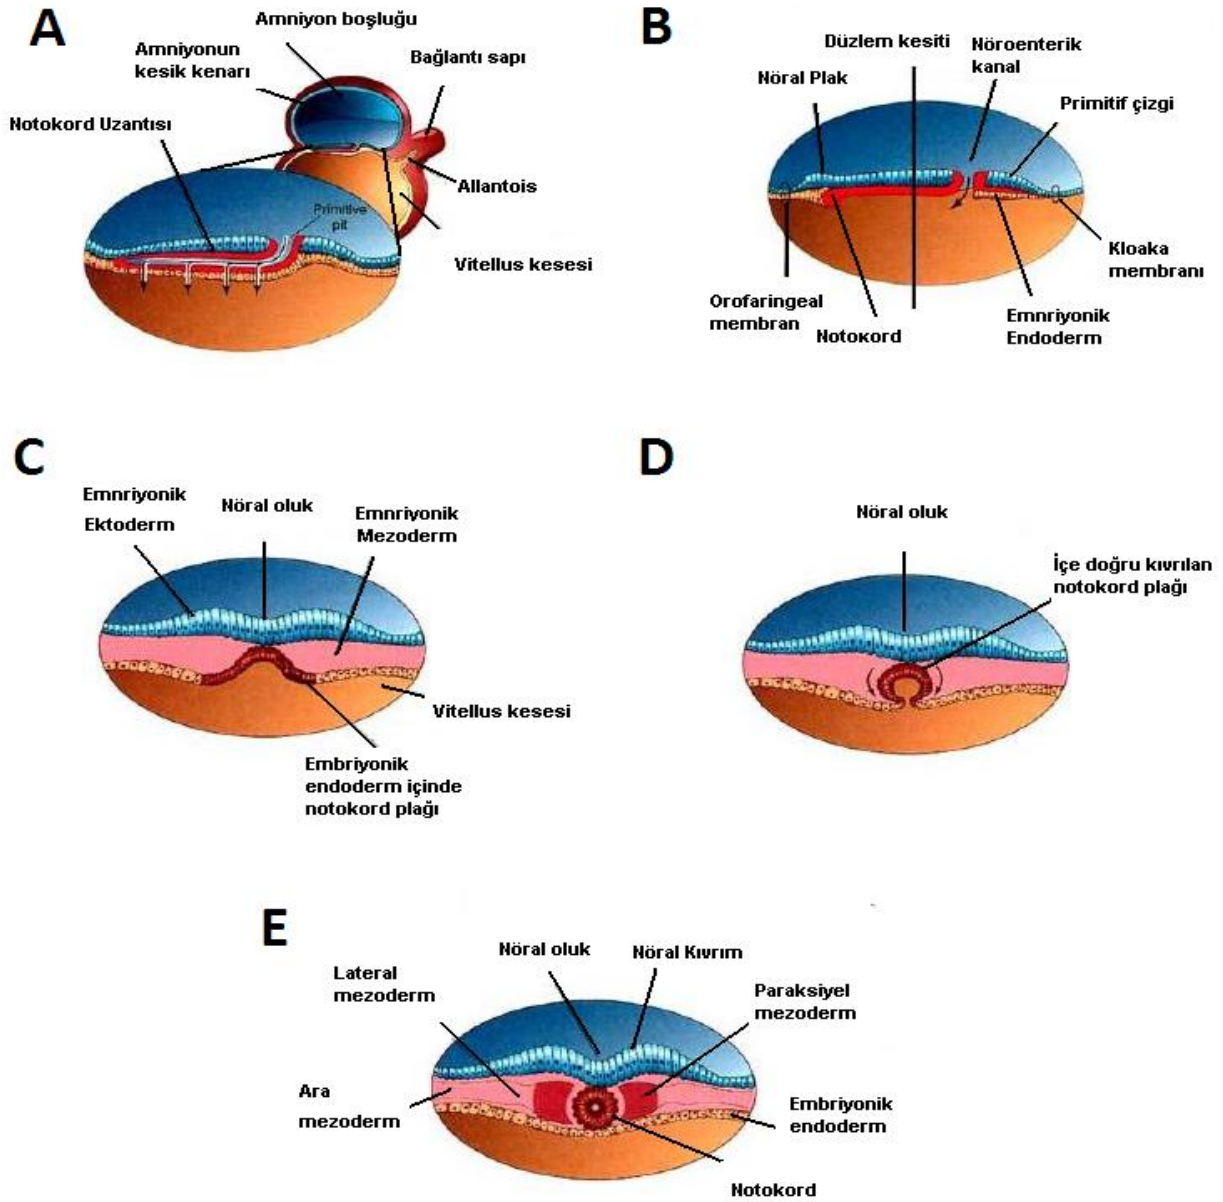 A
Amniyon boşluğu
Amniyonun
kesik kenarı
Bağlantı sapı
Notokord Uzantısı
Allantois
Primitive
pit
Vitellus kesesi
B
Düzlem kesiti
Nöroenterik
kanal
Nöral Plak
Primitif çizgi
Kloaka
membranı
Orofaringeal
membran
Notokord
Emnriyonik
Endoderm
C
Emnriyonik
Ektoderm
Nöral oluk
Emnriyonik
Mezoderm
Vitellus kesesi
Embriyonik
endoderm içinde
notokord plağı
D
Nöral oluk
İçe doğru kıvrılan
notokord plağı
E
Nöral oluk
Nöral Kıvrım
Lateral
mezoderm
Paraksiyel
mezoderm
Ara
mezoderm
Embriyonik
endoderm
Notokord